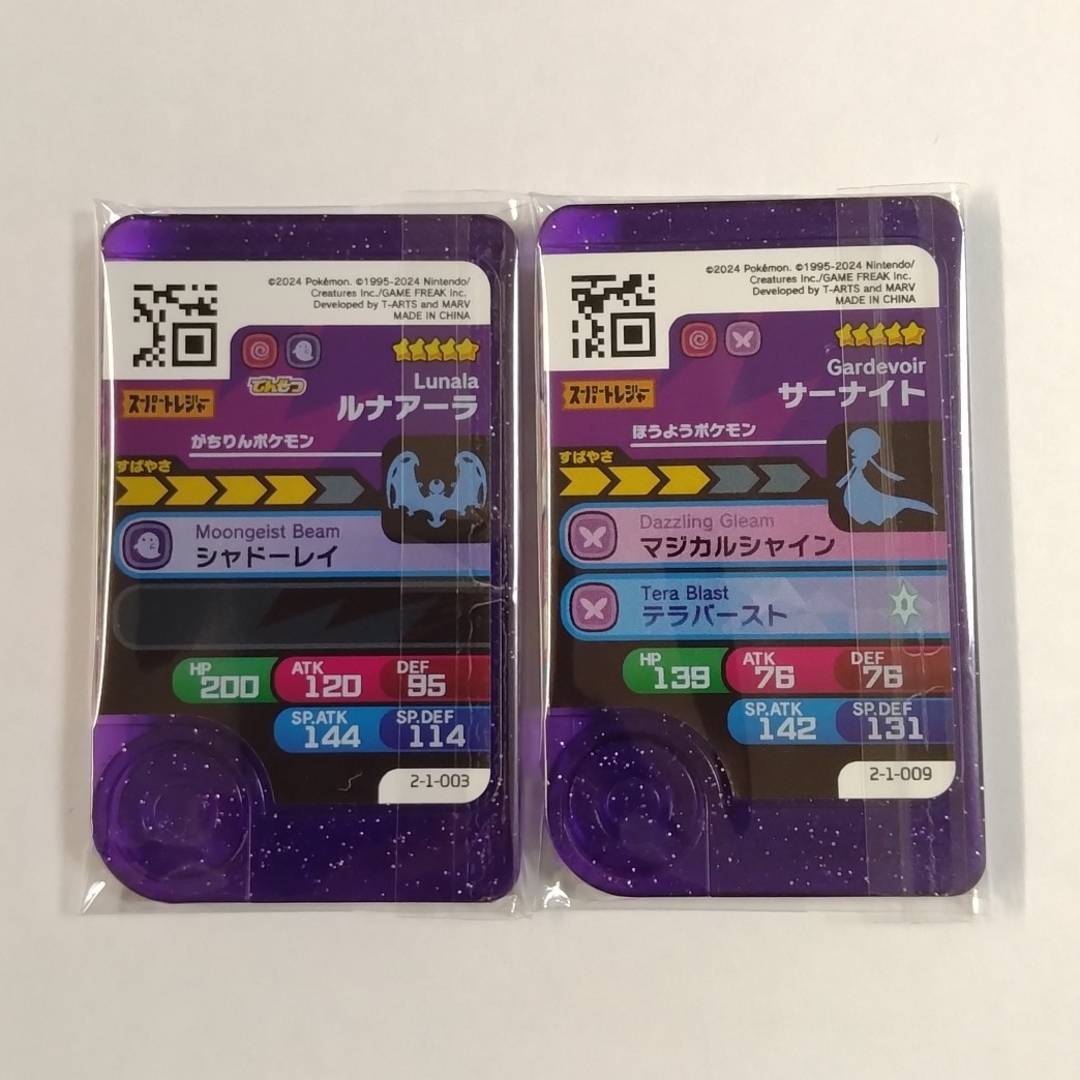 ©2024 Pokémon. ©1995-2024 Nintendo/
Creatures Inc./GAME FREAK Inc.
Developed by T-ARTS and MARV
MADE IN CHINA
でんせつ
スーパートレジャー
Lunala
ルナアーラ
がちりんポケモン
すばやさ
Moongeist Beam
シャドーレイ
HP
200
ATK
120
DEF
95
SP.ATK
144
SP.DEF
114
2-1-003
©2024 Pokémon. ©1995-2024 Nintendo/
Creatures Inc./GAME FREAK Inc.
Developed by T-ARTS and MARV
MADE IN CHINA
スーパートレジャー
Gardevoir
サーナイト
ほうようポケモン
すばやさ
Dazzling Gleam
マジカルシャイン
Tera Blast
テラバースト
HP
139
ATK
76
DEF
76
SP.ATK
142
SP.DEF
131
2-1-009